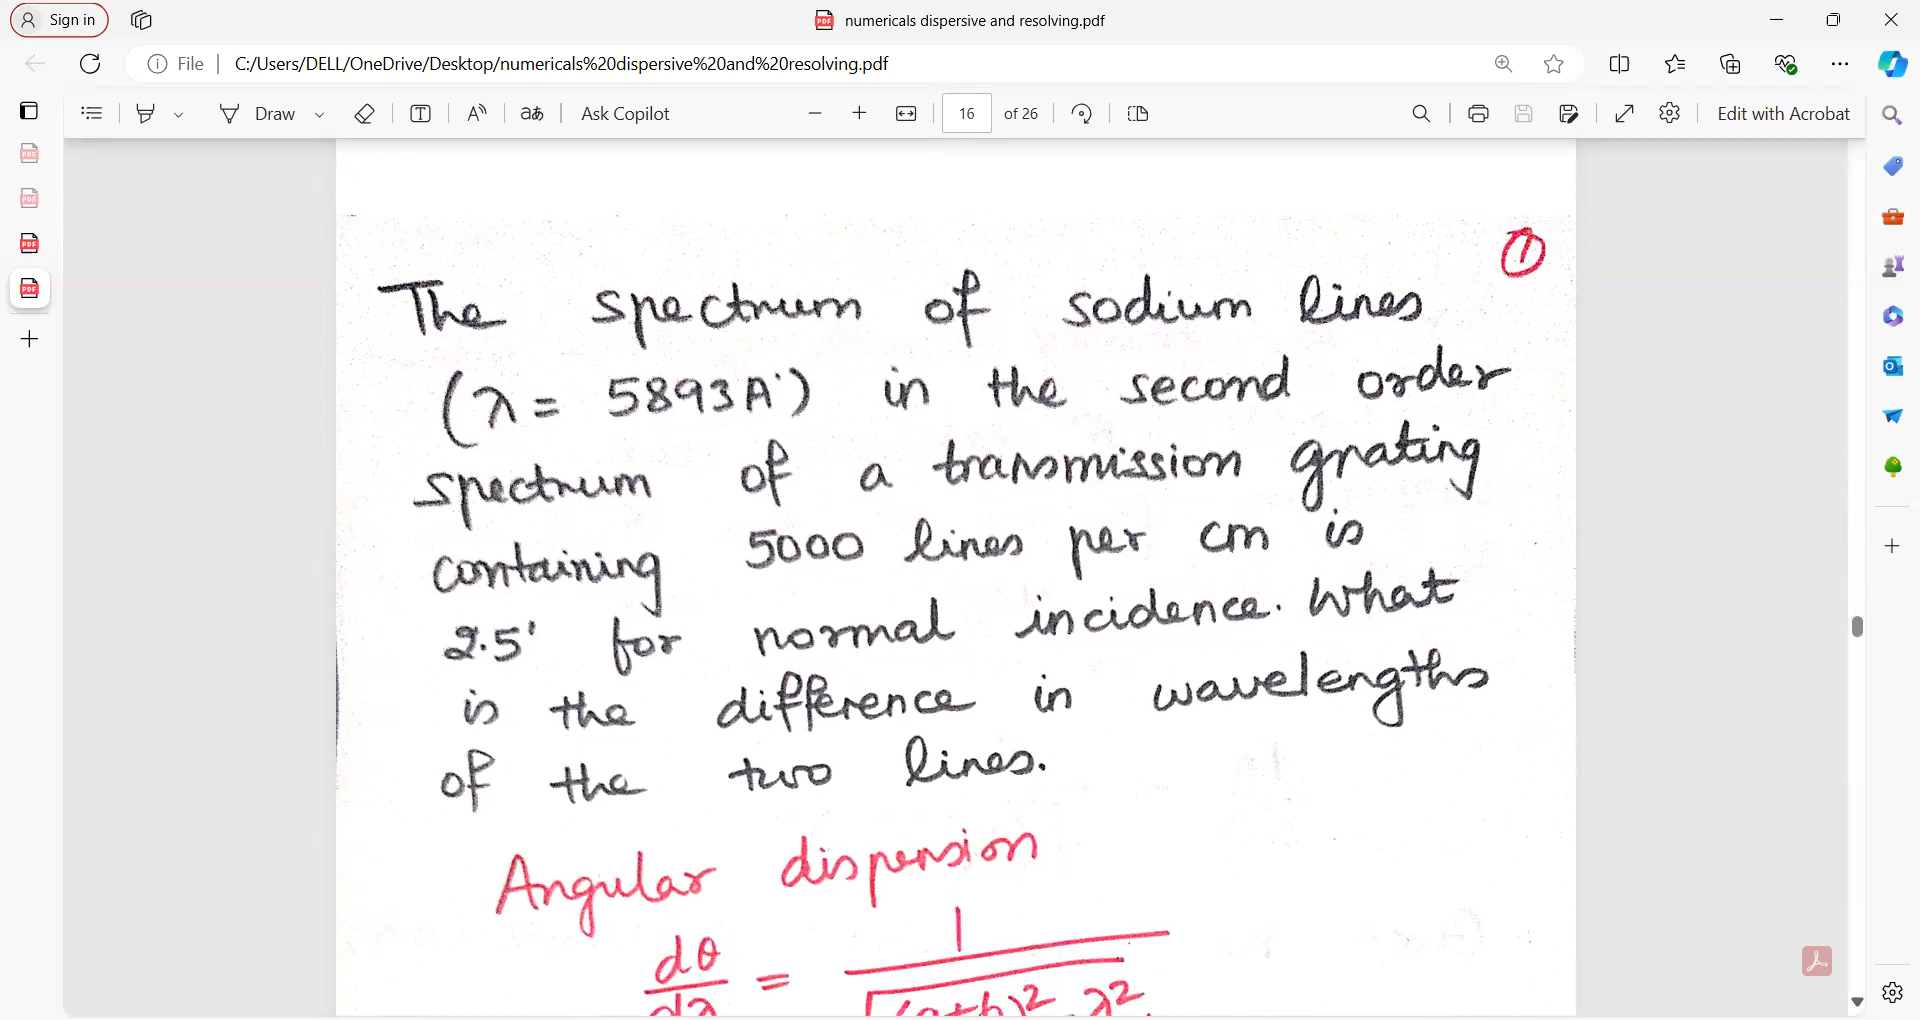 Sign in
numericals dispersive and resolving.pdf
File
C:/Users/DELL/OneDrive/Desktop/numericals%20dispersive%20and%20resolving.pdf
Draw
Ask Copilot
16 of 26
Edit with Acrobat
1
The spectrum of sodium lines
(λ = 5893A°) in the second order
spectrum of a transmission grating
containing 5000 lines per cm is
2.5' for normal incidence. What
is the difference in wavelengths
of the two lines.
Angular dispersion
1
dθ =
dλ √(a+b)² λ²